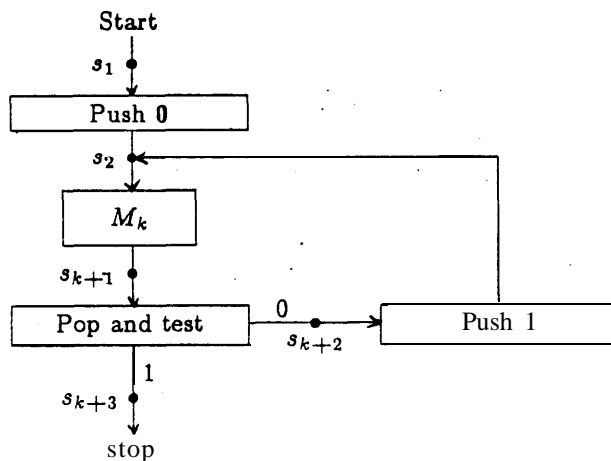 Start
s₁
Push 0
s₂
Mₖ
sₖ₊₁
Pop and test
0
sₖ₊₂
Push 1
1
sₖ₊₃
stop